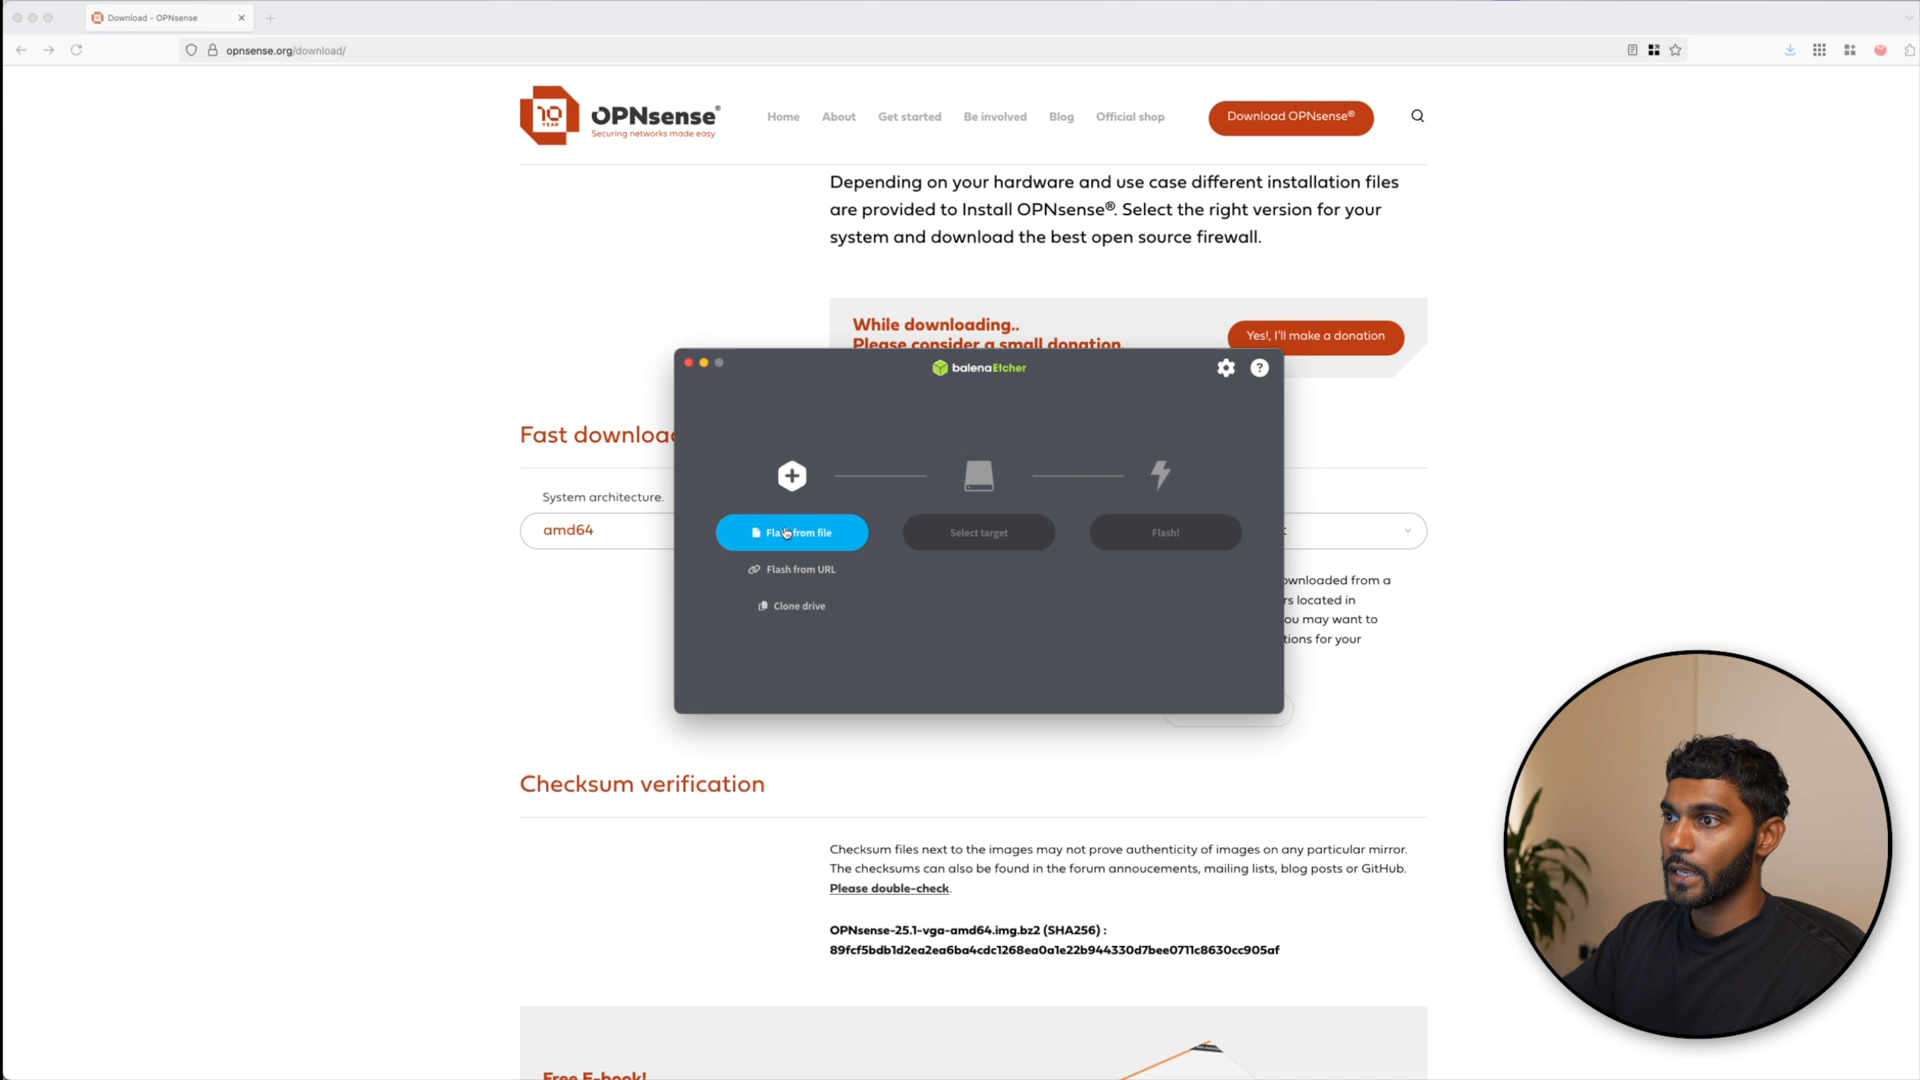 Download - OPNsense
opnsense.org/download/
10
YEAR
OPNsense®
Securing networks made easy
Home
About
Get started
Be involved
Blog
Official shop
Download OPNsense®
Depending on your hardware and use case different installation files
are provided to Install OPNsense®. Select the right version for your
system and download the best open source firewall.
While downloading..
Please consider a small donation.
Yes!, I'll make a donation
balenaEtcher
Fast download
System architecture.
amd64
Flash from file
Select target
Flash!
Flash from URL
Clone drive
ownloaded from a
rs located in
ou may want to
tions for your
Checksum verification
Checksum files next to the images may not prove authenticity of images on any particular mirror.
The checksums can also be found in the forum annoucements, mailing lists, blog posts or GitHub.
Please double-check.
OPNsense-25.1-vga-amd64.img.bz2 (SHA256) :
89fcf5bdb1d2ea2ea6ba4cdc1268ea0a1e22b944330d7bee0711c8630cc905af
Free E-book!